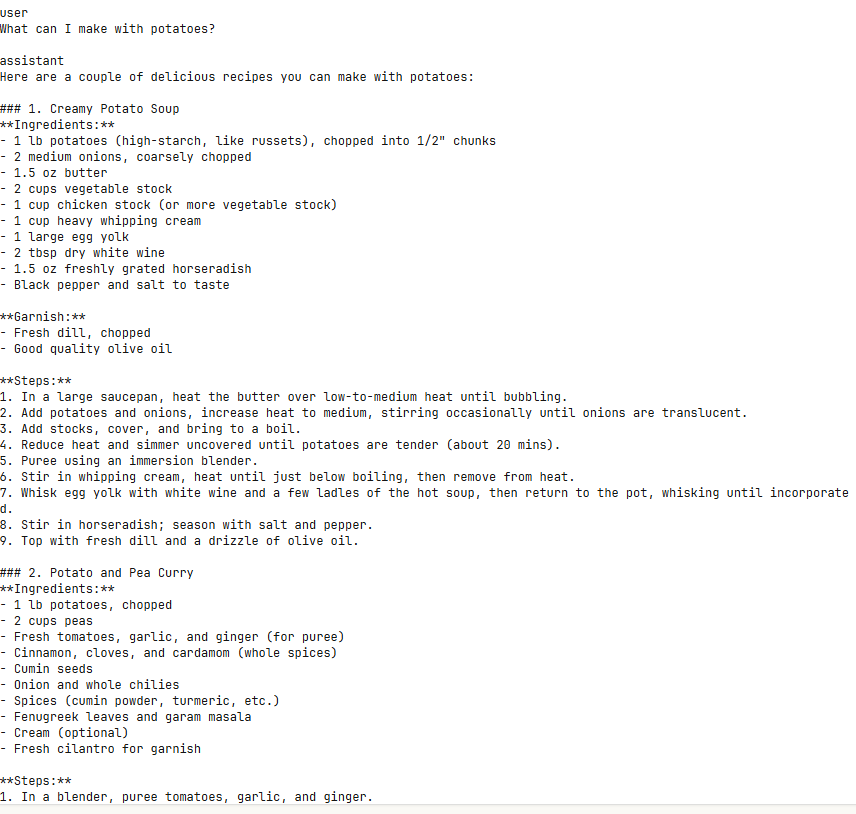 user
What can I make with potatoes?

assistant
Here are a couple of delicious recipes you can make with potatoes:

### 1. Creamy Potato Soup
**Ingredients:**
- 1 lb potatoes (high-starch, like russets), chopped into 1/2" chunks
- 2 medium onions, coarsely chopped
- 1.5 oz butter
- 2 cups vegetable stock
- 1 cup chicken stock (or more vegetable stock)
- 1 cup heavy whipping cream
- 1 large egg yolk
- 2 tbsp dry white wine
- 1.5 oz freshly grated horseradish
- Black pepper and salt to taste

**Garnish:**
- Fresh dill, chopped
- Good quality olive oil

**Steps:**
1. In a large saucepan, heat the butter over low-to-medium heat until bubbling.
2. Add potatoes and onions, increase heat to medium, stirring occasionally until onions are translucent.
3. Add stocks, cover, and bring to a boil.
4. Reduce heat and simmer uncovered until potatoes are tender (about 20 mins).
5. Puree using an immersion blender.
6. Stir in whipping cream, heat until just below boiling, then remove from heat.
7. Whisk egg yolk with white wine and a few ladles of the hot soup, then return to the pot, whisking until incorporate
d.
8. Stir in horseradish; season with salt and pepper.
9. Top with fresh dill and a drizzle of olive oil.

### 2. Potato and Pea Curry
**Ingredients:**
- 1 lb potatoes, chopped
- 2 cups peas
- Fresh tomatoes, garlic, and ginger (for puree)
- Cinnamon, cloves, and cardamom (whole spices)
- Cumin seeds
- Onion and whole chilies
- Spices (cumin powder, turmeric, etc.)
- Fenugreek leaves and garam masala
- Cream (optional)
- Fresh cilantro for garnish

**Steps:**
1. In a blender, puree tomatoes, garlic, and ginger.